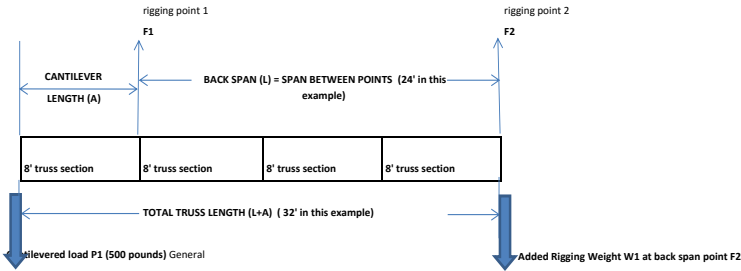 rigging point 1
rigging point 2
F1
F2
CANTILEVER
LENGTH (A)
BACK SPAN (L) = SPAN BETWEEN POINTS (24' in this
example)
8' truss section
8' truss section
8' truss section
8' truss section
TOTAL TRUSS LENGTH (L+A) ( 32' in this example)
load P1 (500 pounds) General
Added Rigging Weight W1 at back span point F2